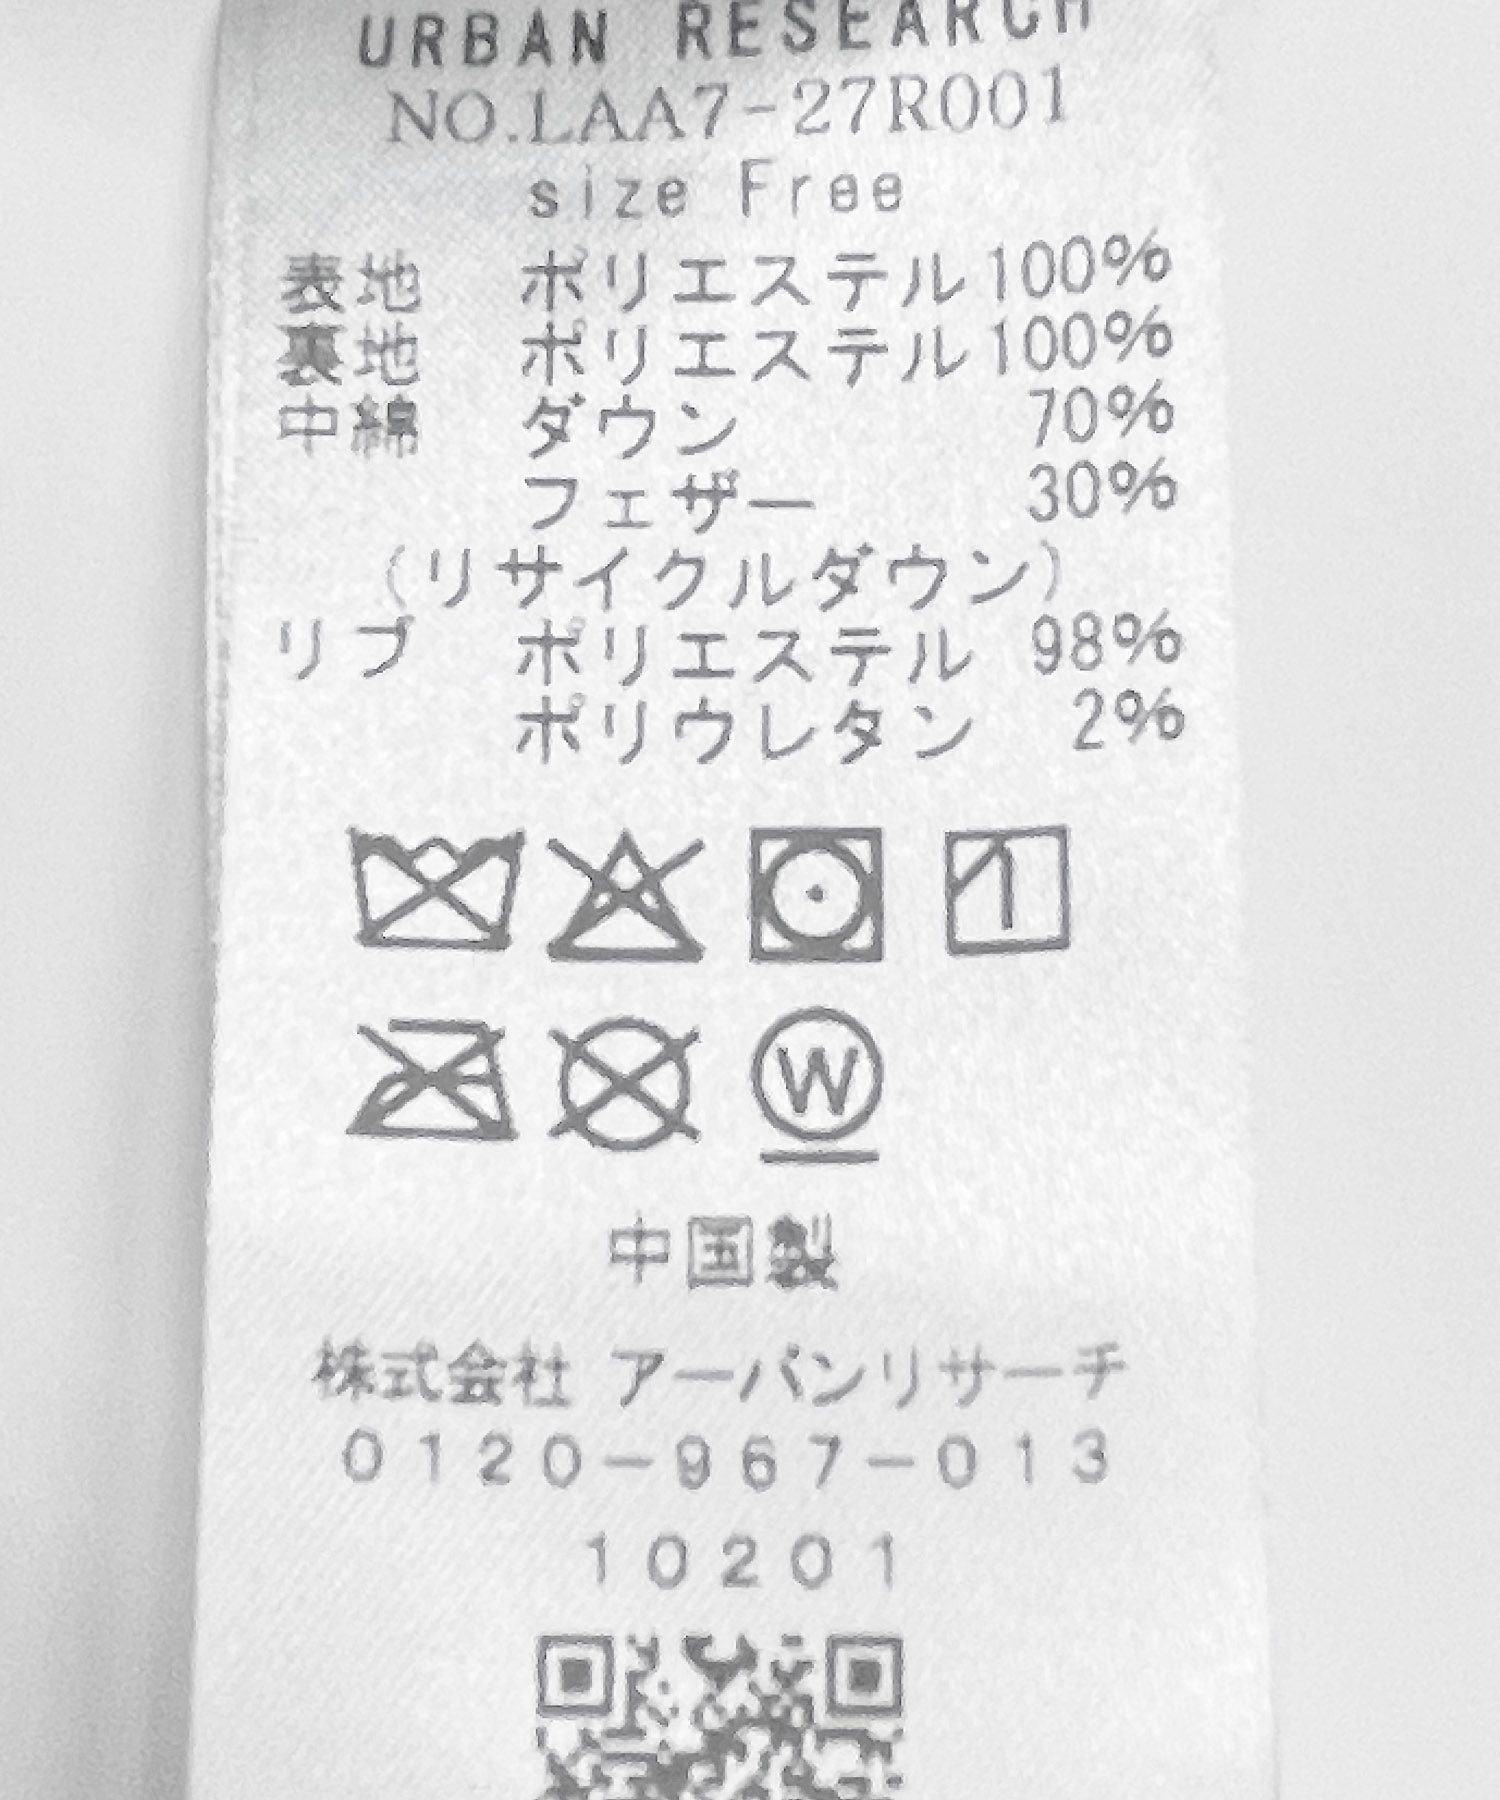 URBAN RESEARCH
NO.LAA7-27R001
size Free
表地 ポリエステル100%
裏地 ポリエステル100%
中綿 ダウン 70%
フェザー 30%
(リサイクルダウン)
リブ ポリエステル 98%
ポリウレタン 2%
W
中国製
株式会社 アーバンリサーチ
0120-967-013
10201